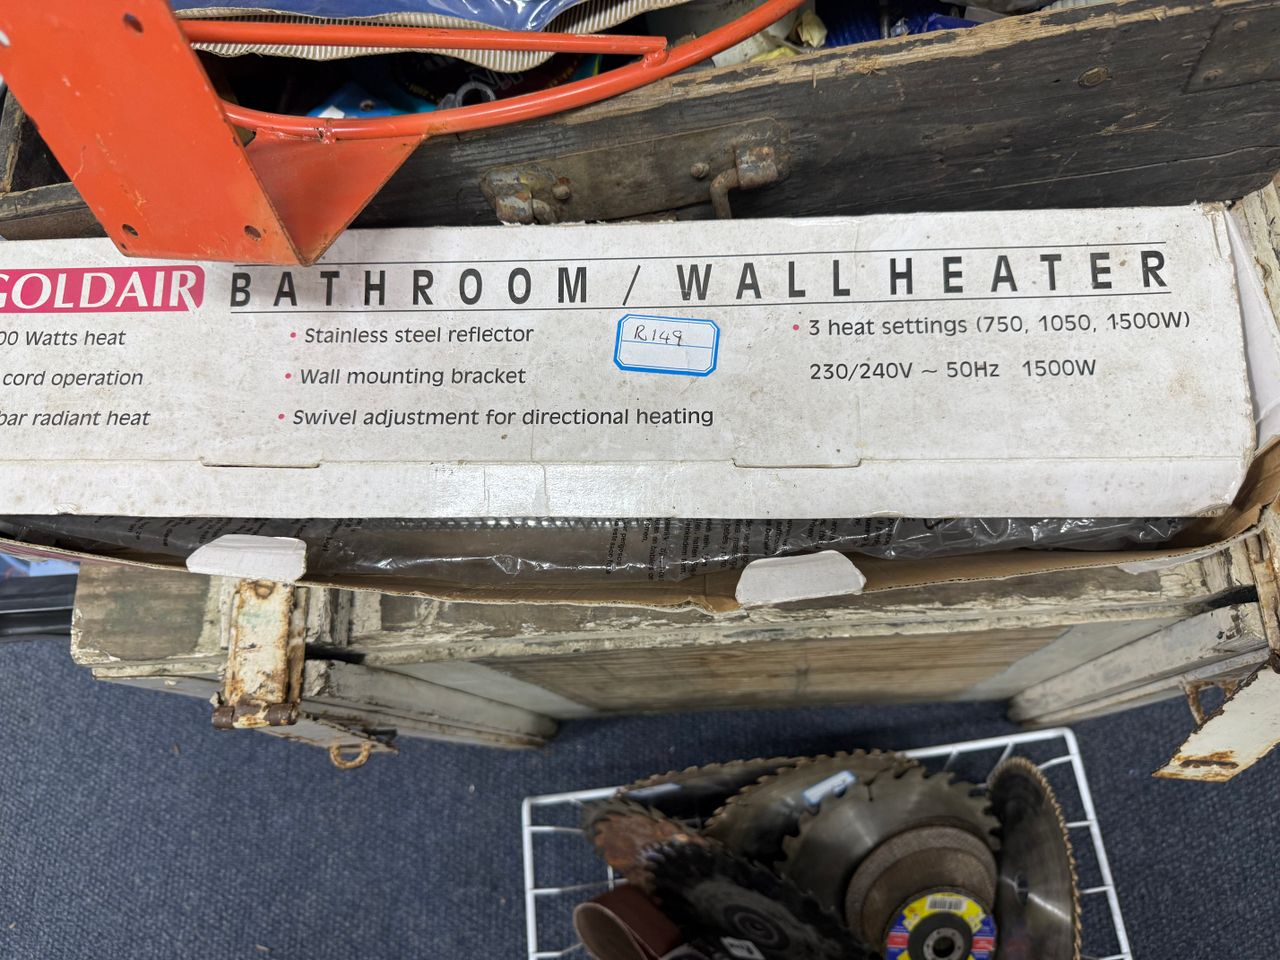 GOLDAIR BATHROOM / WALL HEATER
00 Watts heat
cord operation
bar radiant heat
• Stainless steel reflector
• Wall mounting bracket
• Swivel adjustment for directional heating
R149
• 3 heat settings (750, 1050, 1500W)
230/240V ~ 50Hz 1500W